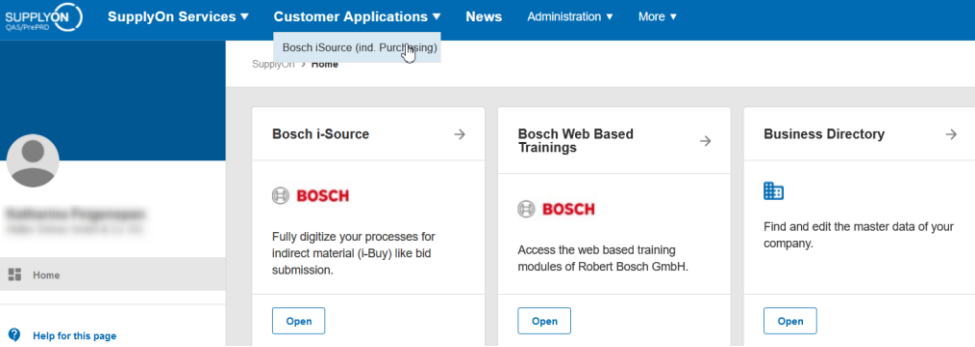 SUPPLYON
QAS/PrePRD
SupplyOn Services ▼ Customer Applications ▼ News Administration ▼ More ▼
Bosch iSource (ind. Purchasing)
SupplyOn > Home
Bosch i-Source →
BOSCH
Fully digitize your processes for
indirect material (i-Buy) like bid
submission.
Open
Bosch Web Based
Trainings →
BOSCH
Access the web based training
modules of Robert Bosch GmbH.
Open
Business Directory →
Find and edit the master data of your
company.
Open
Home
Help for this page